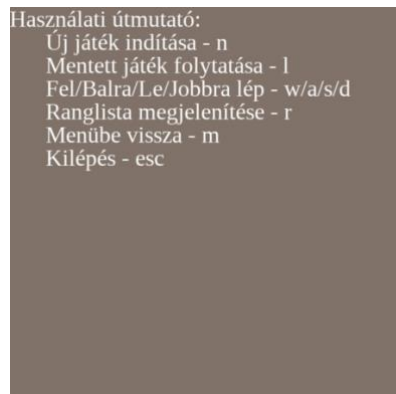 Használati útmutató:
Új játék indítása - n
Mentett játék folytatása - l
Fel/Balra/Le/Jobbra lép - w/a/s/d
Ranglista megjelenítése - r
Menübe vissza - m
Kilépés - esc